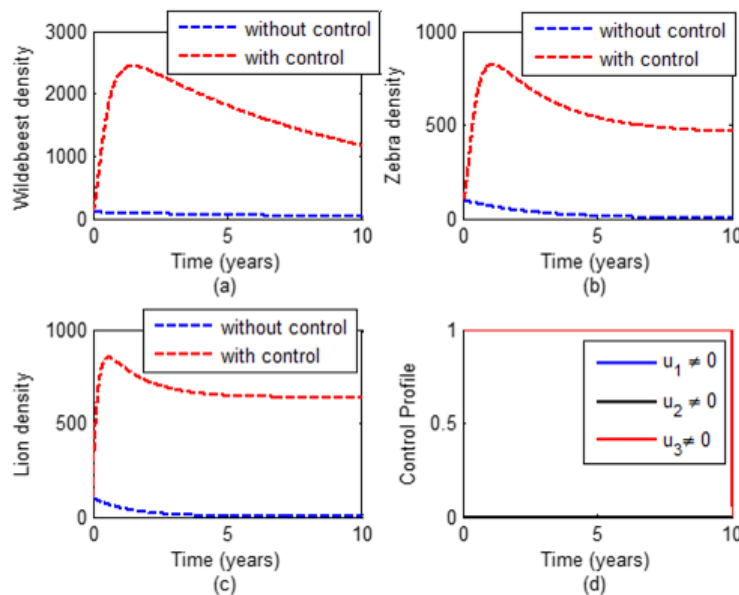 3000
2000
1000
0
Wildebeest density
without control
with control
0 5 10
Time (years)
(a)
1000
500
0
Zebra density
without control
with control
0 5 10
Time (years)
(b)
1000
500
0
Lion density
without control
with control
0 5 10
Time (years)
(c)
1
0.5
0
Control Profile
u₁ ≠ 0
u₂ ≠ 0
u₃≠ 0
0 5 10
Time (years)
(d)